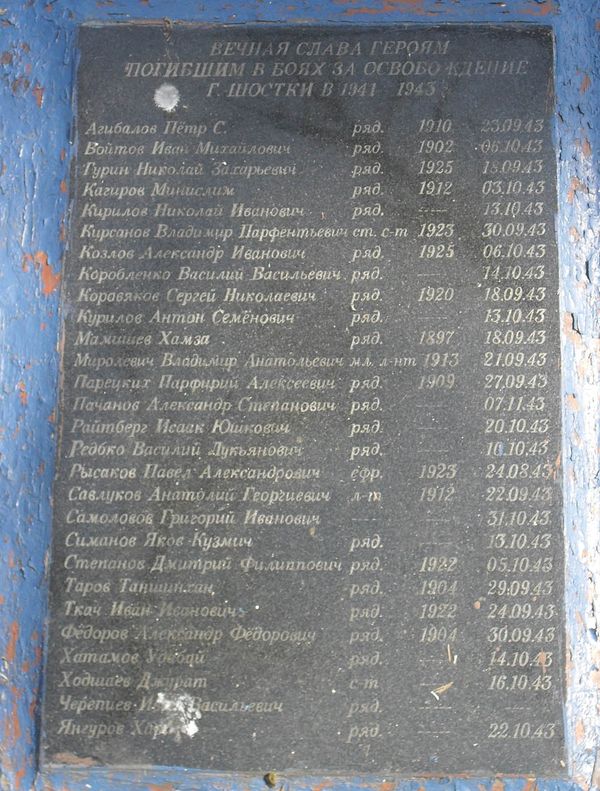 ВЕЧНАЯ СЛАВА ГЕРОЯМ
ПОГИБШИМ В БОЯХ ЗА ОСВОБОЖДЕНИЕ
Г. ШОСТКИ В 1941 – 1943
Агибалов Пётр С. ряд. 1910 23.09.43
Войтов Иван Михайлович ряд. 1902 06.10.43
Гурин Николай Захарьевич ряд. 1925 18.09.43
Кагиров Минислим ряд. 1912 03.10.43
Кирилов Николай Иванович ряд. —— 13.10.43
Кирсанов Владимир Парфентьевич ст. с-т 1923 30.09.43
Козлов Александр Иванович ряд. 1925 06.10.43
Коробленко Василий Васильевич ряд. —— 14.10.43
Коровяков Сергей Николаевич ряд. 1920 18.09.43
Курилов Антон Семёнович ряд. —— 13.10.43
Мамишев Хамза ряд. 1897 18.09.43
Миролевич Владимир Анатольевич мл. л-нт 1913 21.09.43
Парецких Парфирий Алексеевич ряд. 1909 27.09.43
Пачанов Александр Степанович ряд. —— 07.11.43
Райтберг Исаак Юшкович ряд. —— 20.10.43
Редько Василий Лукьянович ряд. —— 10.10.43
Рысаков Павел Александрович ефр. 1923 24.08.43
Савлуков Анатолий Георгиевич л-т 1912 22.09.43
Самоловов Григорий Иванович —— —— 31.10.43
Симанов Яков Кузмич ряд. —— 13.10.43
Степанов Дмитрий Филиппович ряд. 1922 05.10.43
Таров Таншинхан ряд. 1904 29.09.43
Ткач Иван Иванович ряд. 1922 24.09.43
Фёдоров Александр Фёдорович ряд. 1904 30.09.43
Хатамов ряд. —— 14.10.43
Ходшаев Джурат с-т —— 16.10.43
Черепиев Васильевич ряд. —— ——
Янгуров ряд. —— 22.10.43